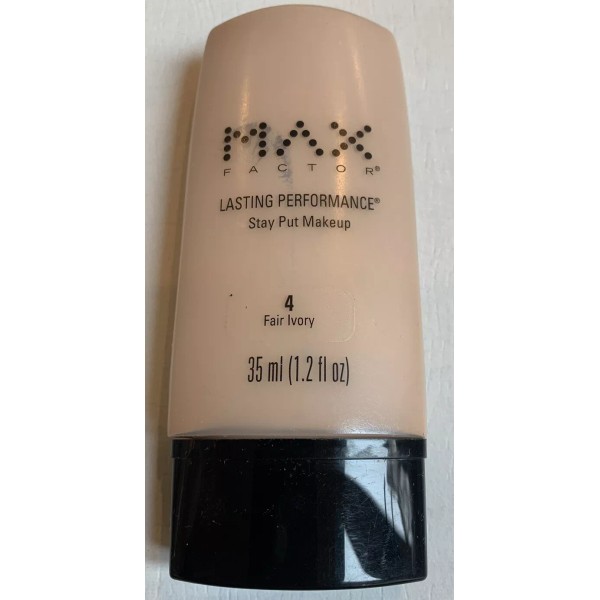 MAX
FACTOR®
LASTING PERFORMANCE®
Stay Put Makeup
4
Fair Ivory
35 ml (1.2 fl oz)